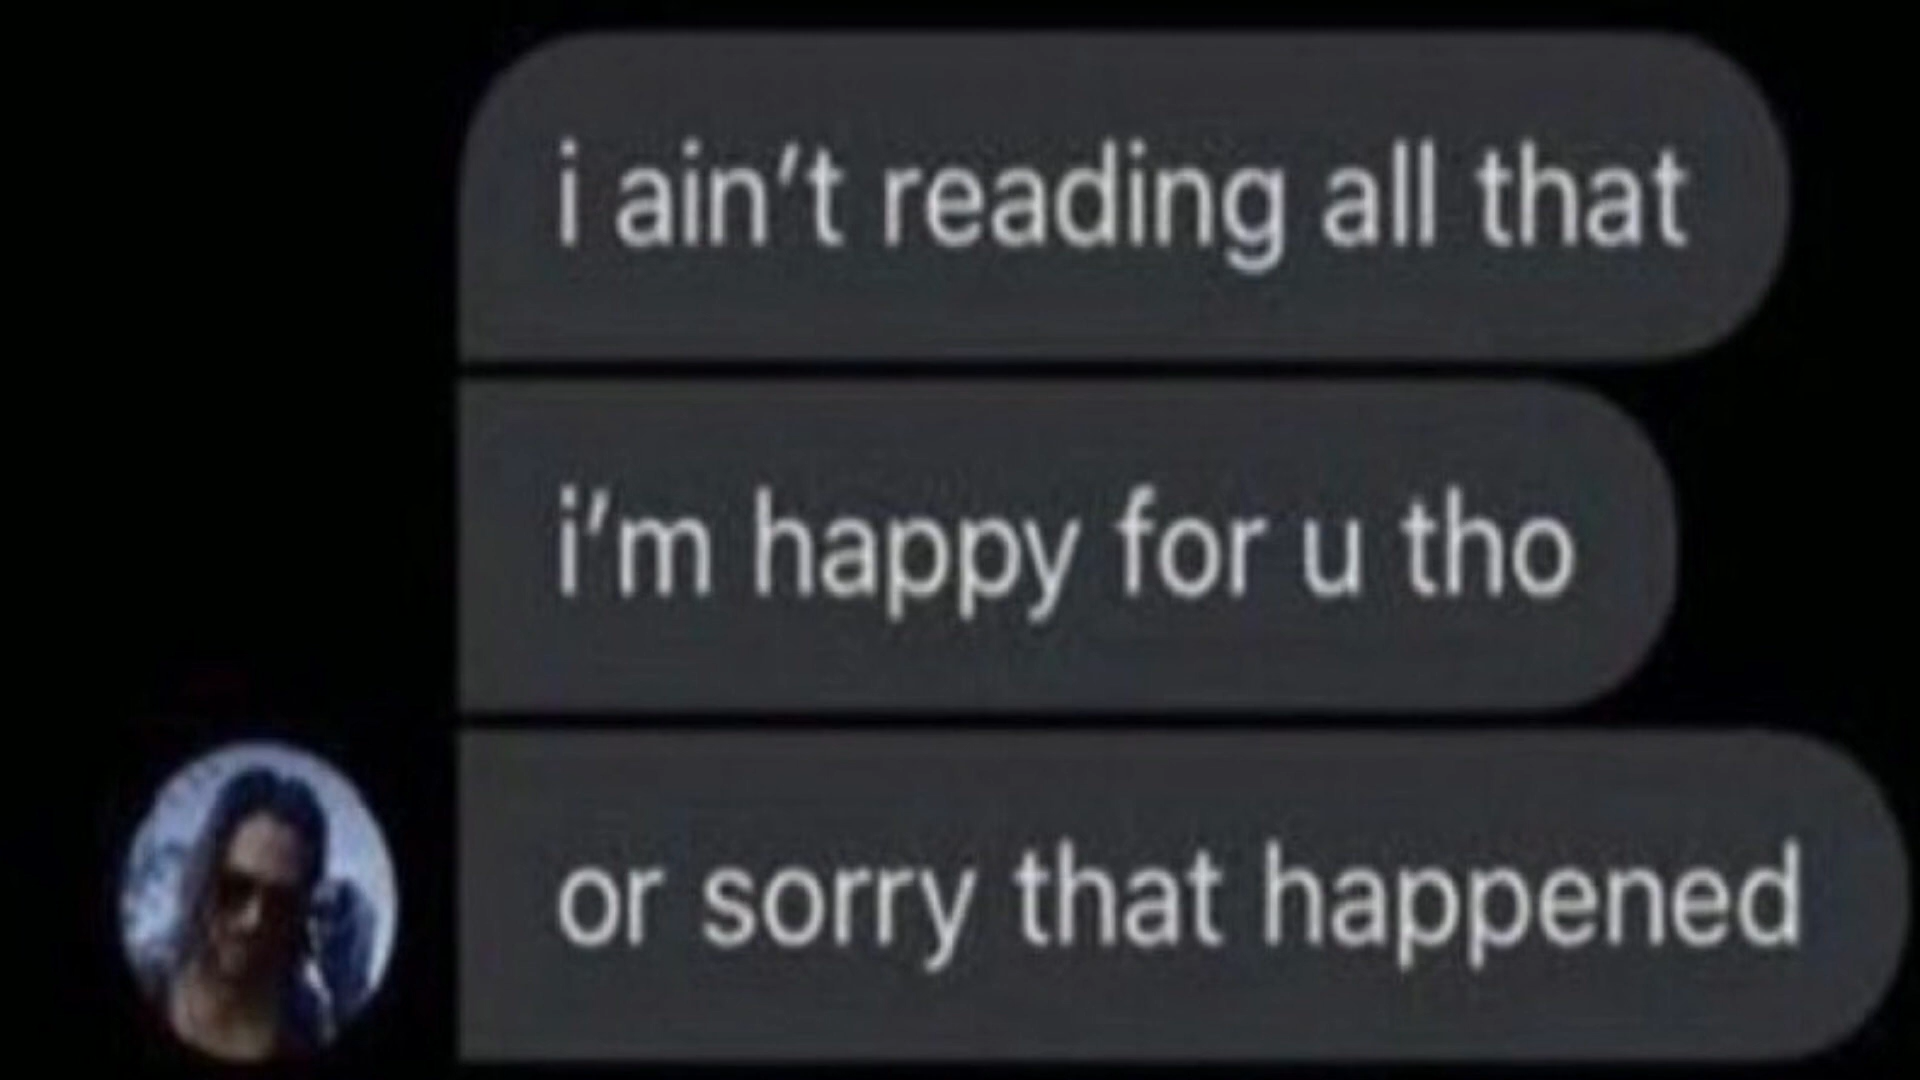 i ain’t reading all that
i’m happy for u tho
or sorry that happened